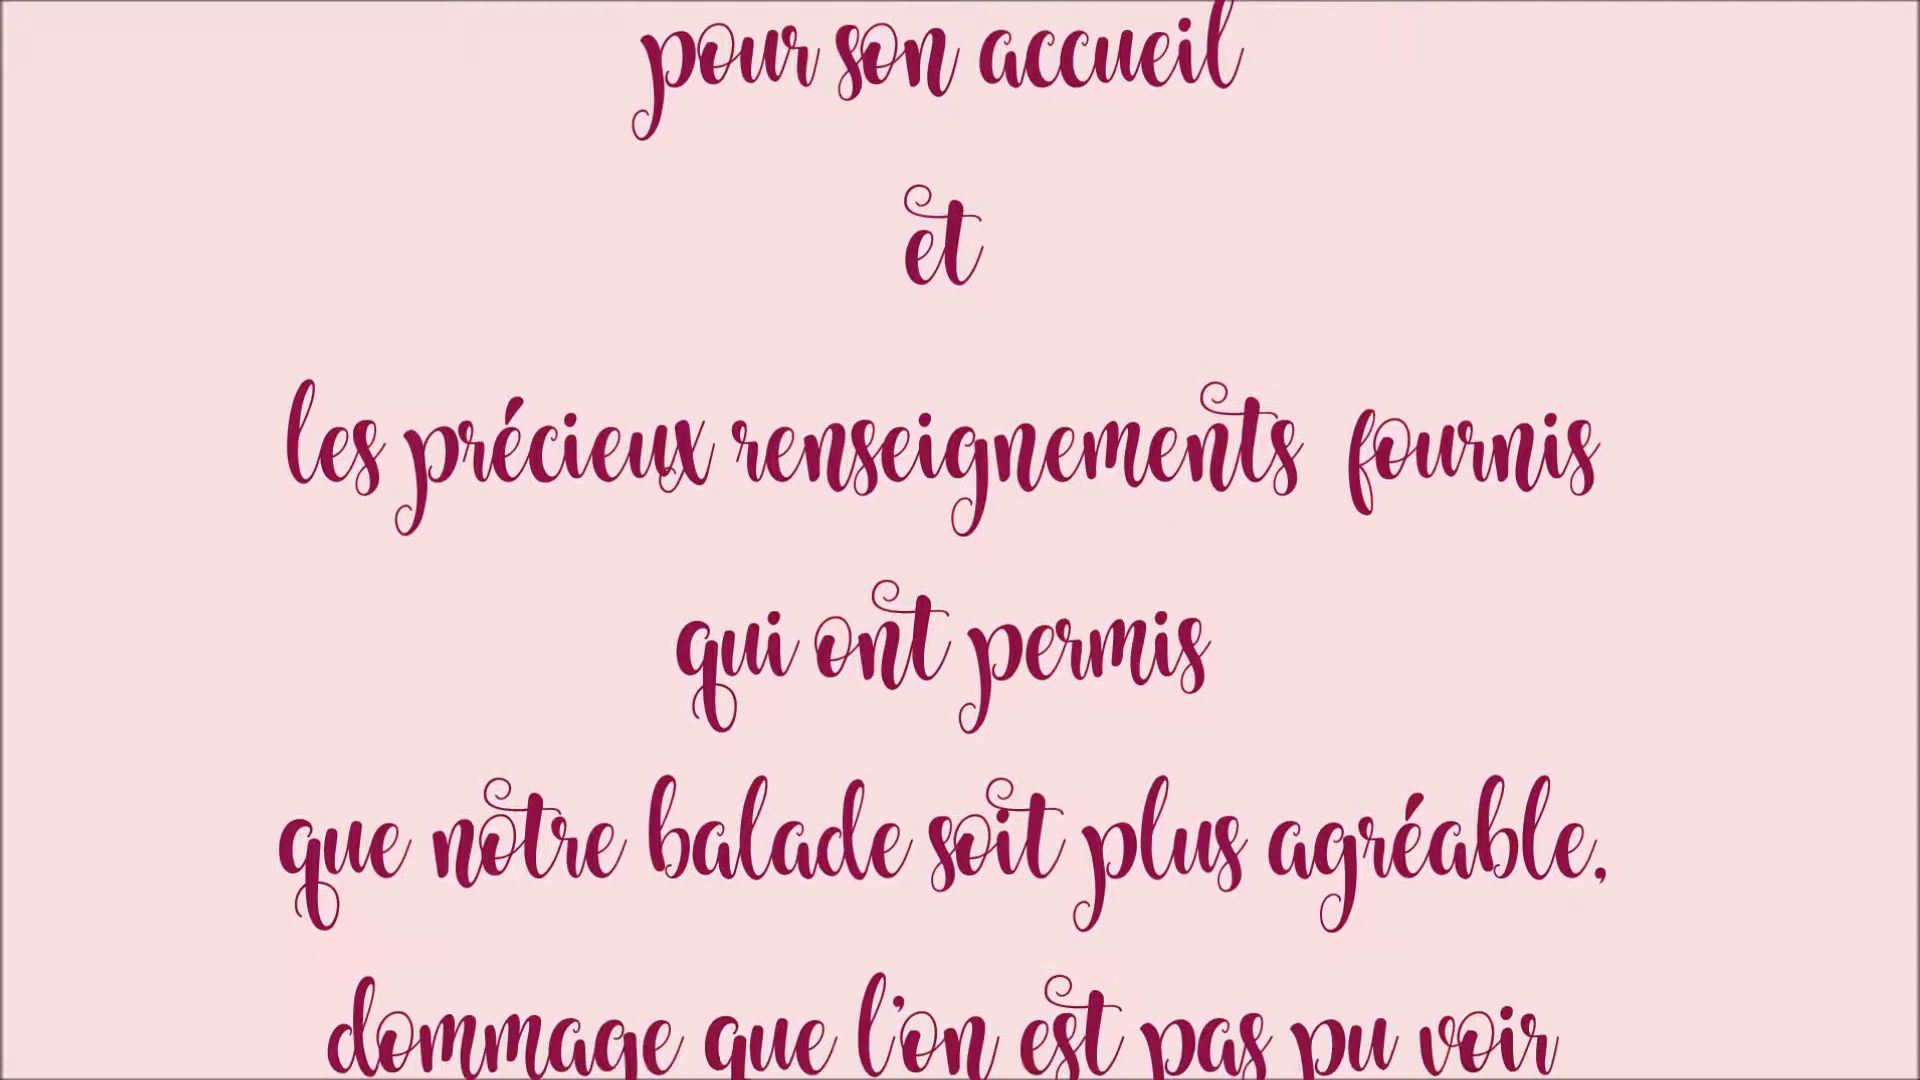 pour son accueil
et
les précieux renseignements fournis
qui ont permis
que notre balade soit plus agréable,
dommage que l'on est pas pu voir